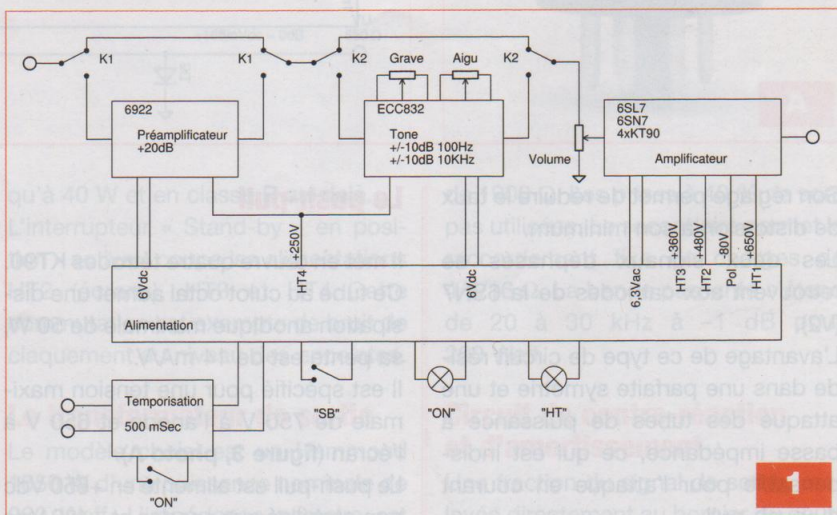 K1
K1
K2
Grave
Aigu
K2
6922
Préamplificateur
+20dB
ECC832
Tone
+/-10dB 100Hz
+/-10dB 10KHz
Volume
6SL7
6SN7
4xKT90
Amplificateur
6Vdc
HT4 +250V
6Vdc
6,3Vac
HT3 +360V
HT2 +480V
Pol. -80V
HT1 +650V
Alimentation
Temporisation
500 mSec
"ON"
"SB"
"ON"
"HT"
1